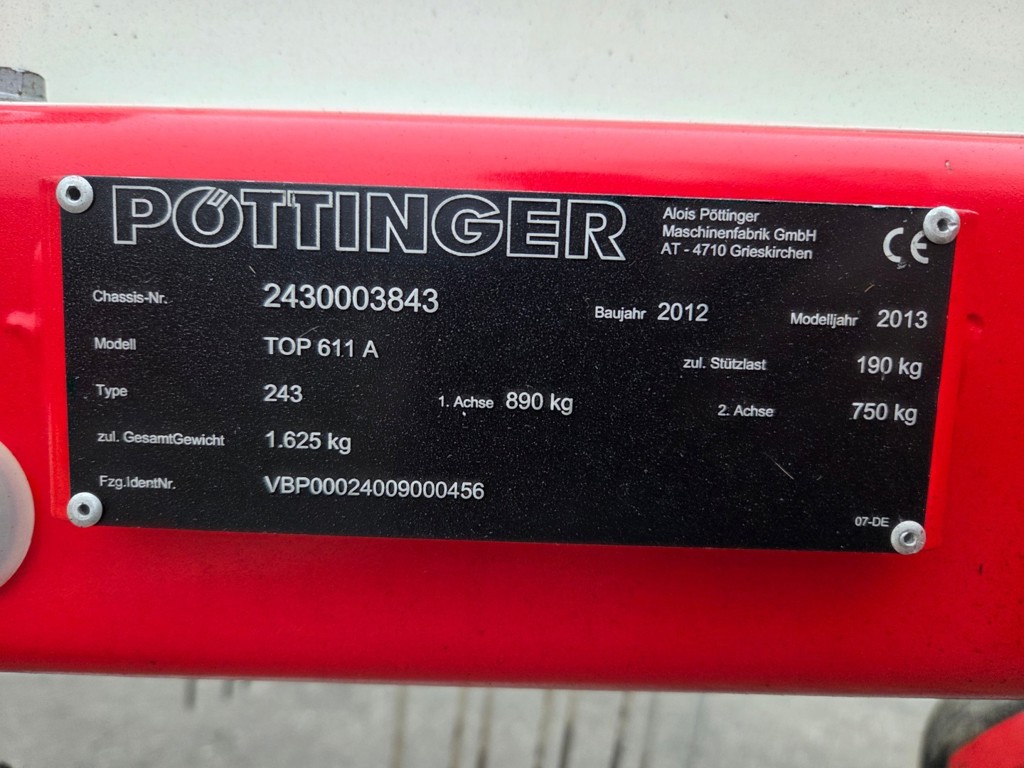 PÖTTINGER
Alois Pöttinger
Maschinenfabrik GmbH
AT - 4710 Grieskirchen
CE
Chassis-Nr. 2430003843 Baujahr 2012 Modelljahr 2013
Modell TOP 611 A zul. Stützlast 190 kg
Type 243 1. Achse 890 kg 2. Achse 750 kg
zul. GesamtGewicht 1.625 kg
Fzg.IdentNr. VBP00024009000456
07-DE